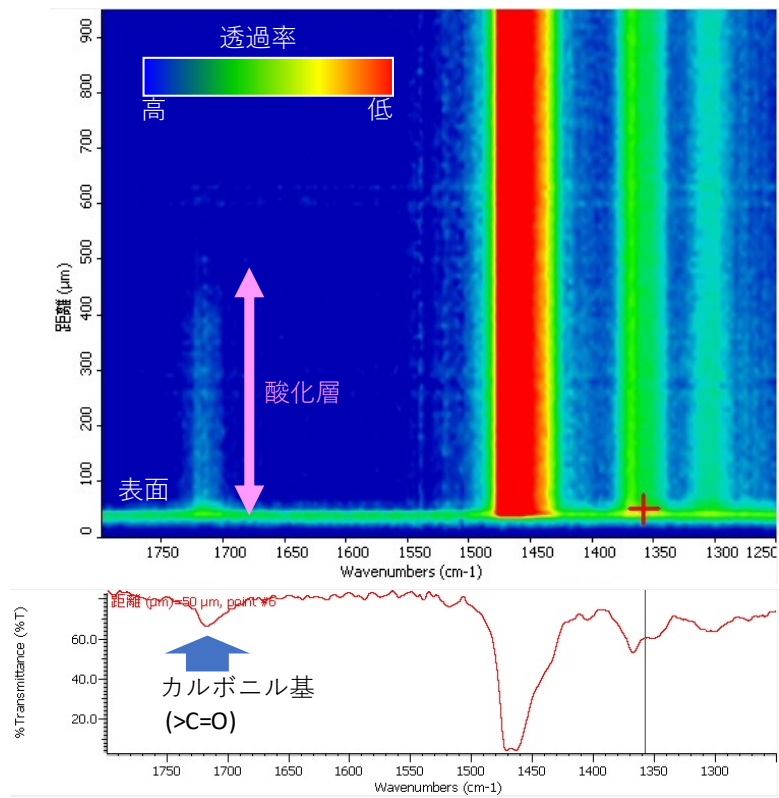 透過率
高 低
900
800
700
600
500
400
300
200
100
0
距離 (μm)
酸化層
表面
1750 1700 1650 1600 1550 1500 1450 1400 1350 1300 1250
Wavenumbers (cm-1)
距離 (μm)=50 μm, point #6
60.0
40.0
20.0
%Transmittance (%T)
カルボニル基
(>C=O)
1750 1700 1650 1600 1550 1500 1450 1400 1350 1300
Wavenumbers (cm-1)